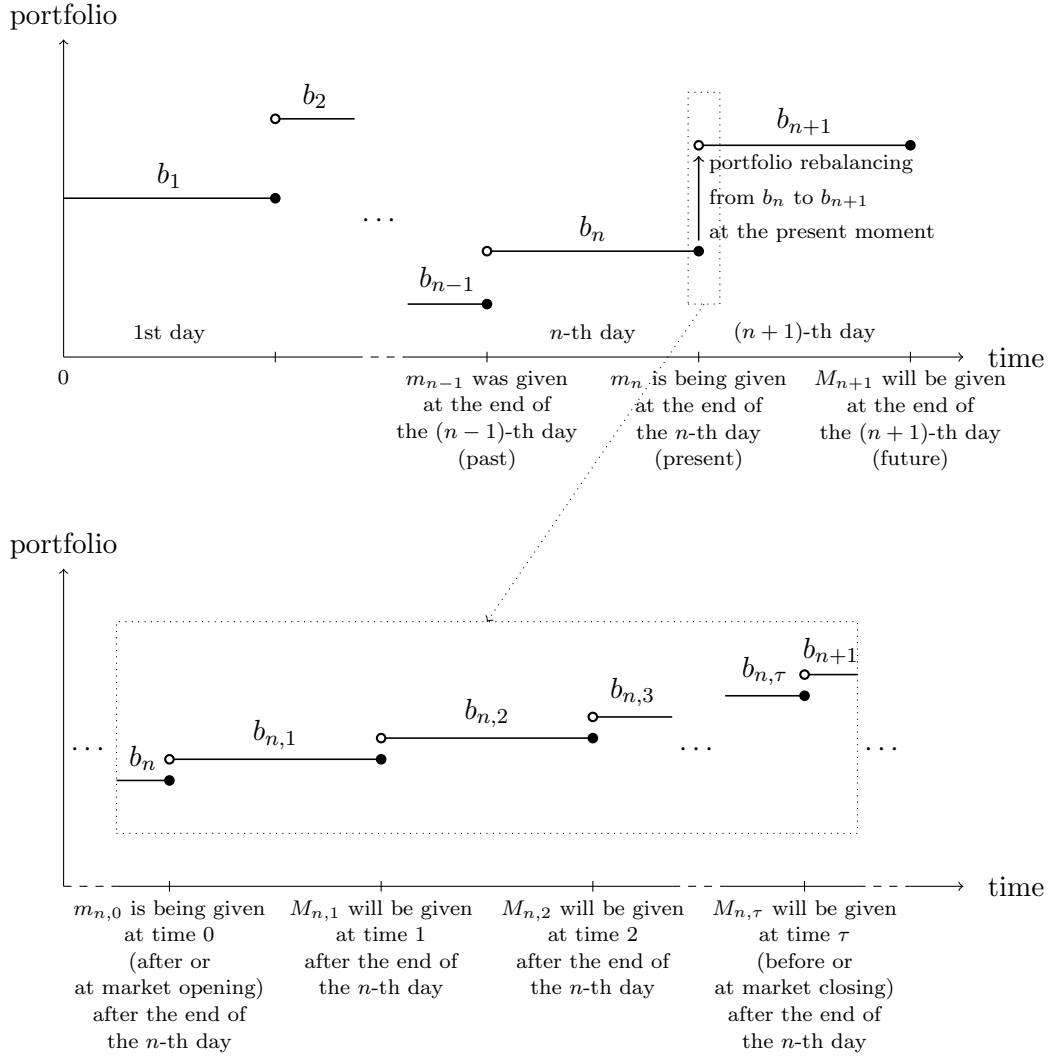 portfolio
b_2
b_{n+1}
b_1
portfolio rebalancing
from b_n to b_{n+1}
at the present moment
...
b_n
b_{n-1}
1st day
n-th day
(n + 1)-th day
time
0
m_{n-1} was given
at the end of
the (n − 1)-th day
(past)
m_n is being given
at the end of
the n-th day
(present)
M_{n+1} will be given
at the end of
the (n + 1)-th day
(future)
portfolio
b_{n+1}
b_{n,τ}
b_{n,3}
b_{n,2}
b_{n,1}
b_n
...
...
...
time
m_{n,0} is being given
at time 0
(after or
at market opening)
after the end of
the n-th day
M_{n,1} will be given
at time 1
after the end of
the n-th day
M_{n,2} will be given
at time 2
after the end of
the n-th day
M_{n,τ} will be given
at time τ
(before or
at market closing)
after the end of
the n-th day